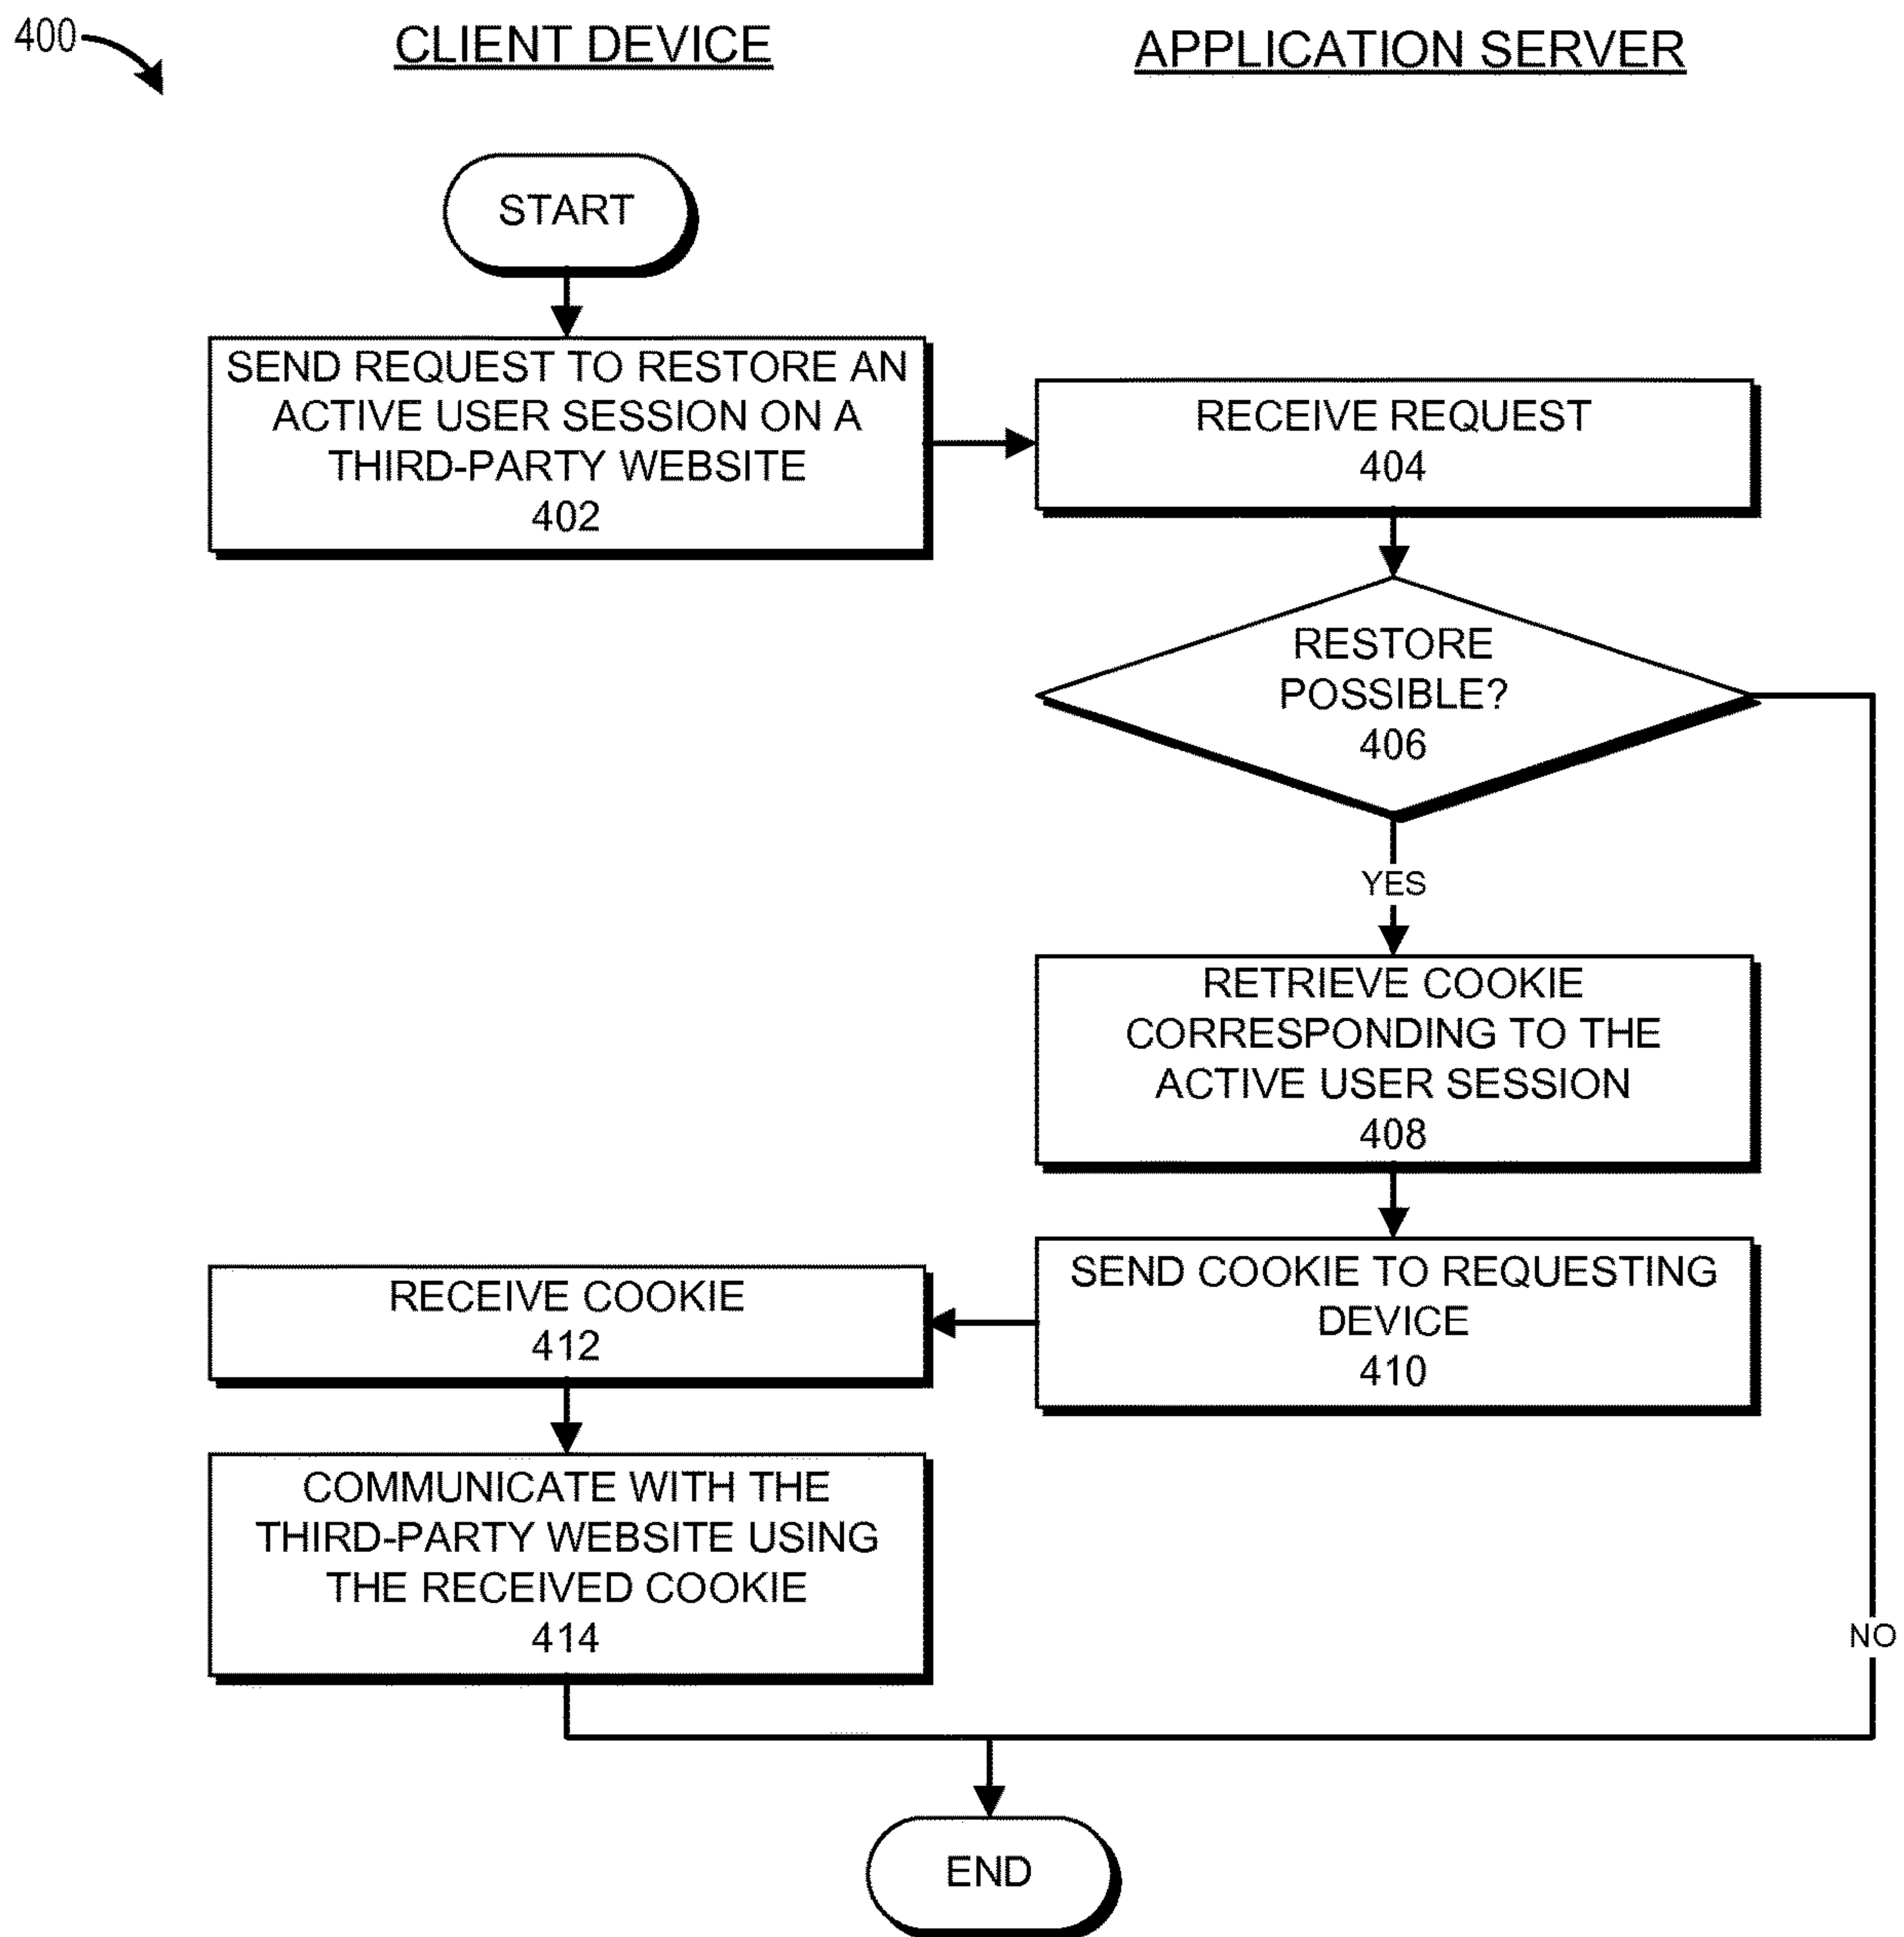 400
CLIENT DEVICE
APPLICATION SERVER
START
SEND REQUEST TO RESTORE AN
ACTIVE USER SESSION ON A
THIRD-PARTY WEBSITE
402
RECEIVE REQUEST
404
RESTORE
POSSIBLE?
406
YES
RETRIEVE COOKIE
CORRESPONDING TO THE
ACTIVE USER SESSION
408
SEND COOKIE TO REQUESTING
DEVICE
410
RECEIVE COOKIE
412
COMMUNICATE WITH THE
THIRD-PARTY WEBSITE USING
THE RECEIVED COOKIE
414
NO
END